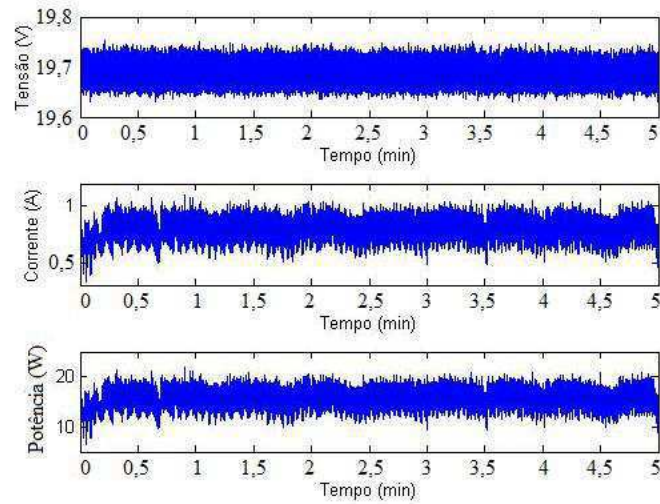 19,8
19,7
19,6
Tensão (V)
0 0,5 1 1,5 2 2,5 3 3,5 4 4,5 5
Tempo (min)
1
0,5
Corrente (A)
0 0,5 1 1,5 2 2,5 3 3,5 4 4,5 5
Tempo (min)
20
10
Potência (W)
0 0,5 1 1,5 2 2,5 3 3,5 4 4,5 5
Tempo (min)